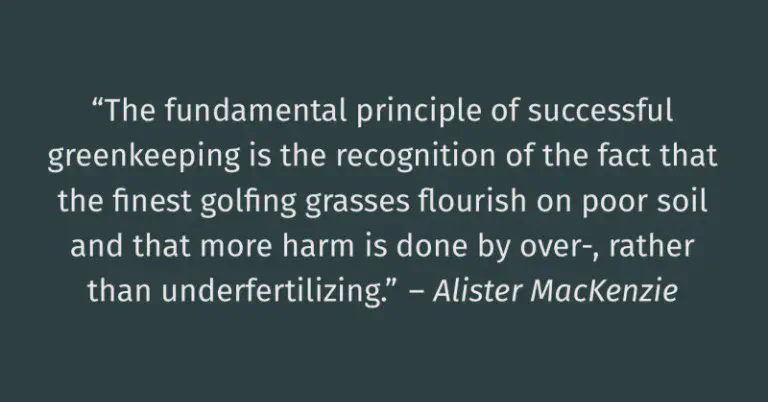 “The fundamental principle of successful
greenkeeping is the recognition of the fact that
the finest golfing grasses flourish on poor soil
and that more harm is done by over-, rather
than underfertilizing.” – Alister MacKenzie